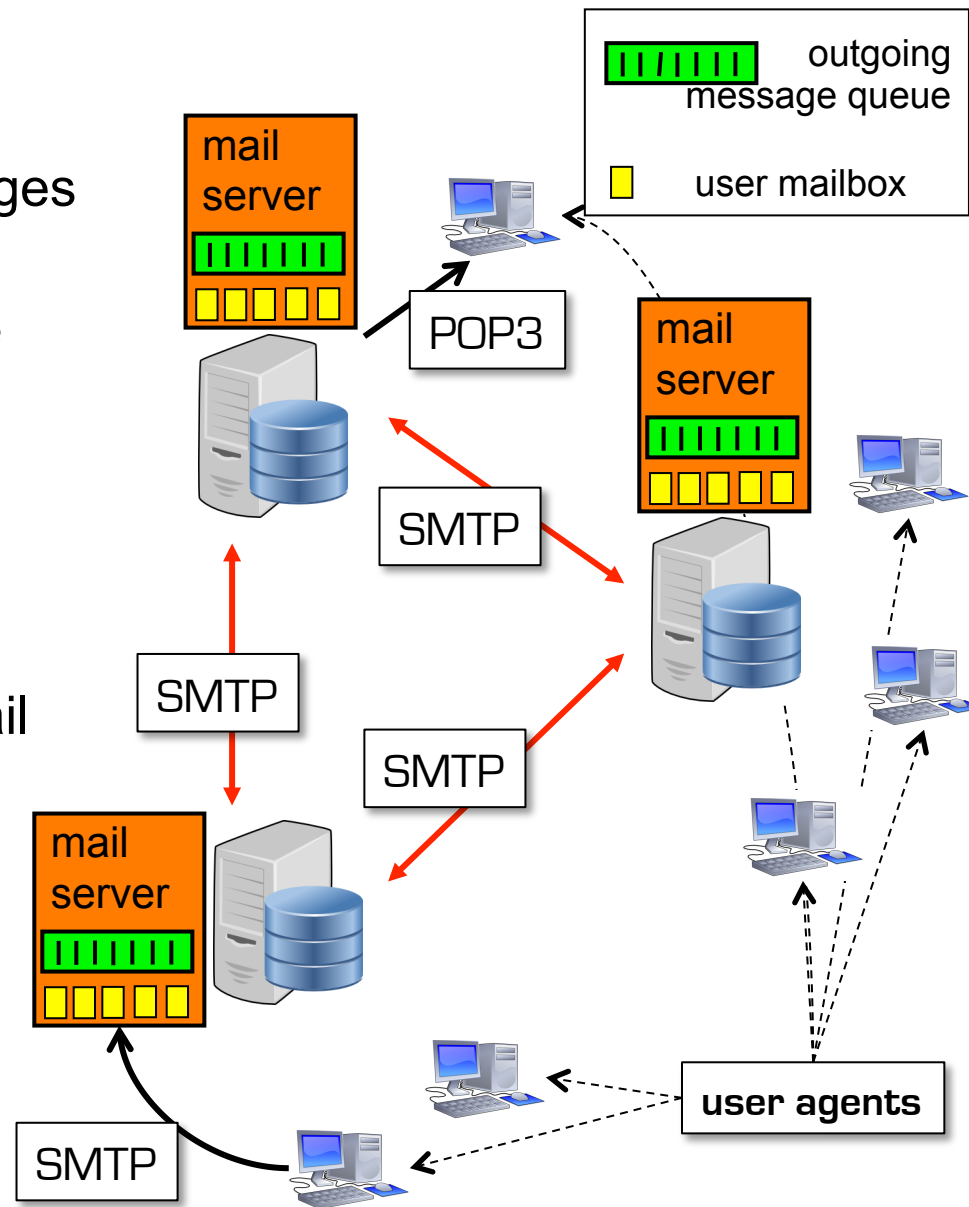 outgoing
message queue
user mailbox
mail
server
ges
POP3
mail
server
SMTP
SMTP
ail
SMTP
mail
server
user agents
SMTP